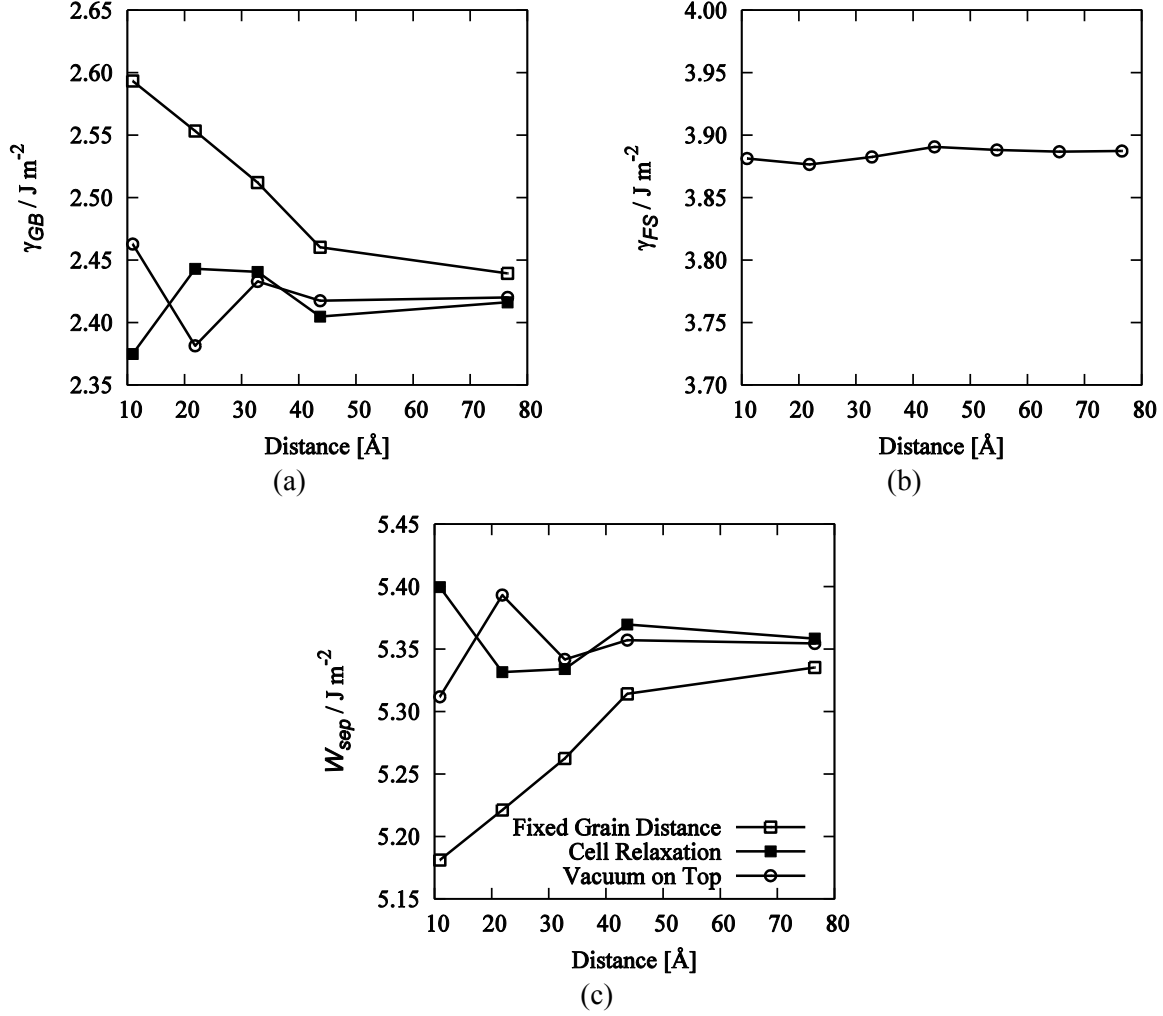 2.65
2.60
2.55
2.50
2.45
2.40
2.35
γGB / J m⁻²
10 20 30 40 50 60 70 80
Distance [Å]
(a)
4.00
3.95
3.90
3.85
3.80
3.75
3.70
γFS / J m⁻²
10 20 30 40 50 60 70 80
Distance [Å]
(b)
5.45
5.40
5.35
5.30
5.25
5.20
5.15
Wsep / J m⁻²
Fixed Grain Distance
Cell Relaxation
Vacuum on Top
10 20 30 40 50 60 70 80
Distance [Å]
(c)